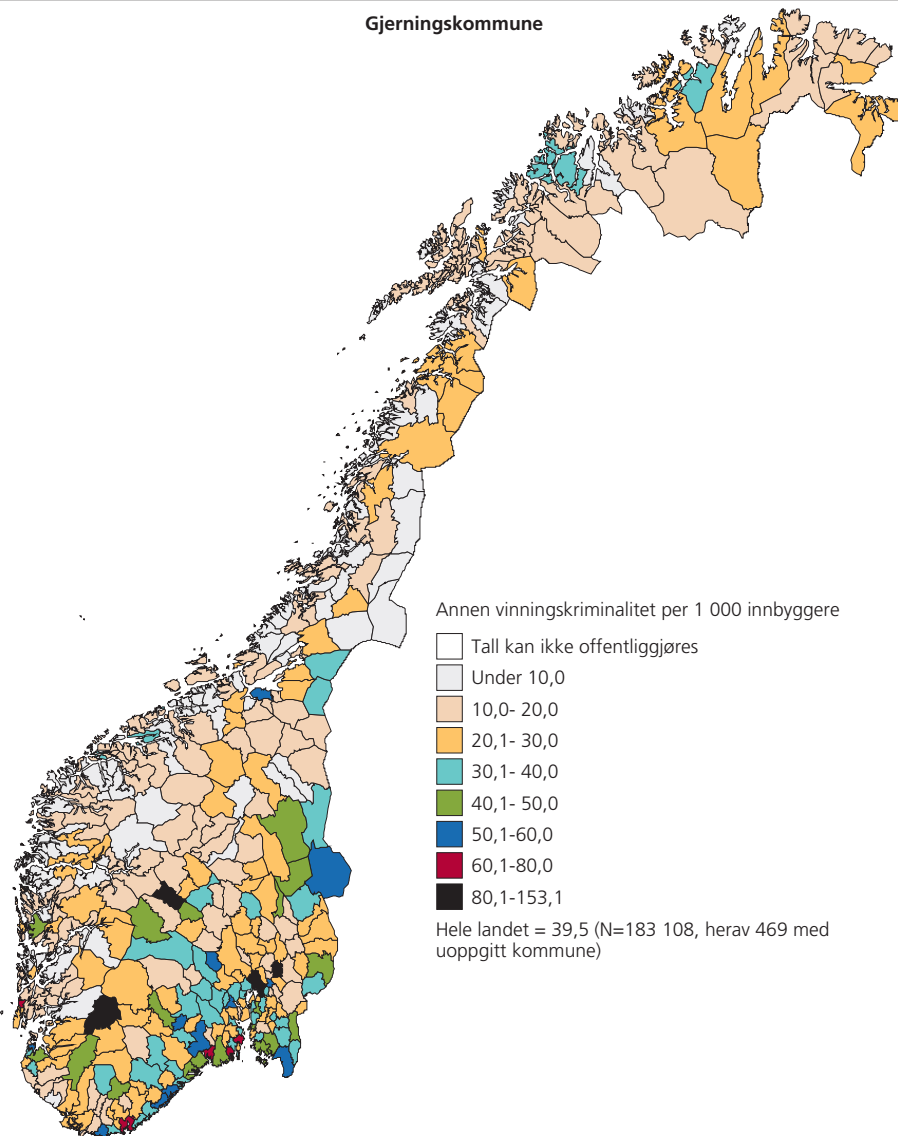 Gjerningskommune
Annen vinningskriminalitet per 1 000 innbyggere
Tall kan ikke offentliggjøres
Under 10,0
10,0- 20,0
20,1- 30,0
30,1- 40,0
40,1- 50,0
50,1-60,0
60,1-80,0
80,1-153,1
Hele landet = 39,5 (N=183 108, herav 469 med
uoppgitt kommune)